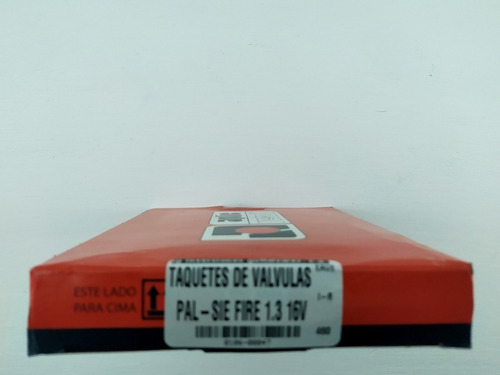 TAQUETES DE VALVULAS
PAL-SIE FIRE 1.3 16V
ESTE LADO
PARA CIMA